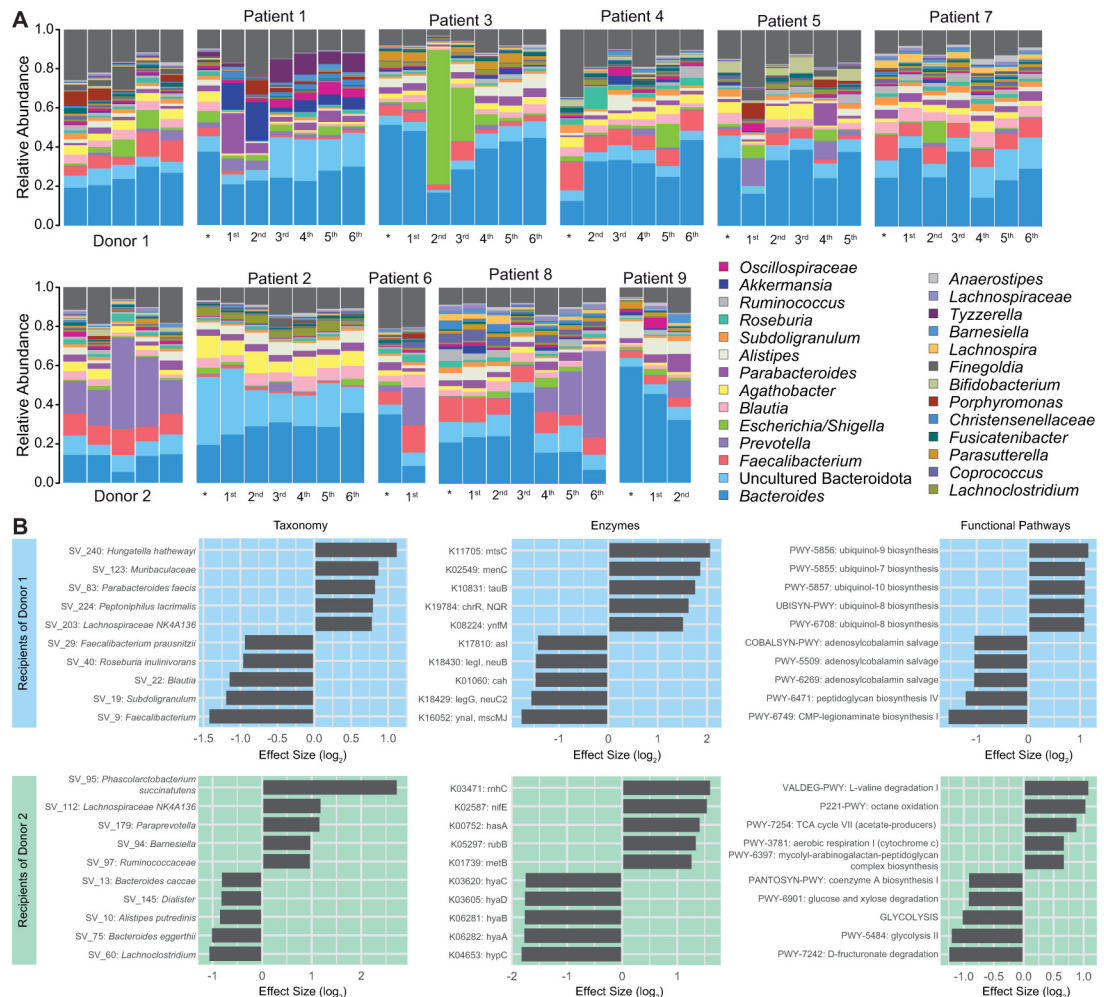 A
Patient 1
Patient 3
Patient 4
Patient 5
Patient 7
Relative Abundance
1.0
0.8
0.6
0.4
0.2
0.0
Donor 1
* 1st 2nd 3rd 4th 5th 6th
* 1st 2nd 3rd 4th 5th 6th
* 2nd 3rd 4th 5th 6th
* 1st 2nd 3rd 4th 5th
* 1st 2nd 3rd 4th 5th 6th
Patient 2
Patient 6
Patient 8
Patient 9
Relative Abundance
1.0
0.8
0.6
0.4
0.2
0.0
Donor 2
* 1st 2nd 3rd 4th 5th 6th
* 1st
* 1st 2nd 3rd 4th 5th 6th
* 1st 2nd
Oscillospiraceae
Akkermansia
Ruminococcus
Roseburia
Subdoligranulum
Alistipes
Parabacteroides
Agathobacter
Blautia
Escherichia/Shigella
Prevotella
Faecalibacterium
Uncultured Bacteroidota
Bacteroides
Anaerostipes
Lachnospiraceae
Tyzzerella
Barnesiella
Lachnospira
Finegoldia
Bifidobacterium
Porphyromonas
Christensenellaceae
Fusicatenibacter
Parasutterella
Coprococcus
Lachnoclostridium
B
Taxonomy
Enzymes
Functional Pathways
Recipients of Donor 1
SV_240: Hungatella hathewayi
SV_123: Muribaculaceae
SV_83: Parabacteroides faecis
SV_224: Peptoniphilus lacrimalis
SV_203: Lachnospiraceae NK4A136
SV_29: Faecalibacterium prausnitzii
SV_40: Roseburia inulinivorans
SV_22: Blautia
SV_19: Subdoligranulum
SV_9: Faecalibacterium
-1.5 -1.0 -0.5 0.0 0.5 1.0
Effect Size (log2)
K11705: mtsC
K02549: menC
K10831: tauB
K19784: chrR, NQR
K08224: ynfM
K17810: asl
K18430: legI, neuB
K01060: cah
K18429: legG, neuC2
K16052: ynaI, mscMJ
-1 0 1 2
Effect Size (log2)
PWY-5856: ubiquinol-9 biosynthesis
PWY-5855: ubiquinol-7 biosynthesis
PWY-5857: ubiquinol-10 biosynthesis
UBISYN-PWY: ubiquinol-8 biosynthesis
PWY-6708: ubiquinol-8 biosynthesis
COBALSYN-PWY: adenosylcobalamin salvage
PWY-5509: adenosylcobalamin salvage
PWY-6269: adenosylcobalamin salvage
PWY-6471: peptidoglycan biosynthesis IV
PWY-6749: CMP-legionaminate biosynthesis I
-1 0 1
Effect Size (log2)
Recipients of Donor 2
SV_95: Phascolarctobacterium
succinatutens
SV_112: Lachnospiraceae NK4A136
SV_179: Paraprevotella
SV_94: Barnesiella
SV_97: Ruminococcaceae
SV_13: Bacteroides caccae
SV_145: Dialister
SV_10: Alistipes putredinis
SV_75: Bacteroides eggerthii
SV_60: Lachnoclostridium
-1 0 1 2
Effect Size (log2)
K03471: rnhC
K02587: nifE
K00752: hasA
K05297: rubB
K01739: metB
K03620: hyaC
K03605: hyaD
K06281: hyaB
K06282: hyaA
K04653: hypC
-2 -1 0 1
Effect Size (log2)
VALDEG-PWY: L-valine degradation I
P221-PWY: octane oxidation
PWY-7254: TCA cycle VII (acetate-producers)
PWY-3781: aerobic respiration I (cytochrome c)
PWY-6397: mycolyl-arabinogalactan-peptidoglycan
complex biosynthesis
PANTOSYN-PWY: coenzyme A biosynthesis I
PWY-6901: glucose and xylose degradation
GLYCOLYSIS
PWY-5484: glycolysis II
PWY-7242: D-fructuronate degradation
-1.0 -0.5 0.0 0.5 1.0
Effect Size (log2)